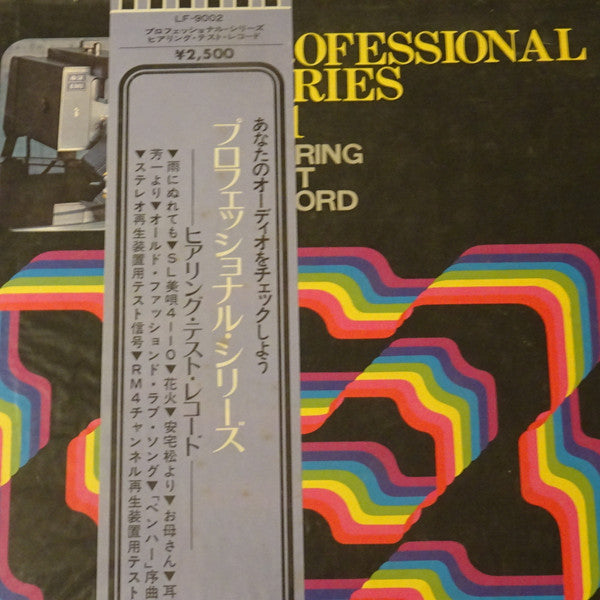 LF-9002
プロフェッショナル・シリーズ
ヒアリング・テスト・レコード
¥2,500
OFESSIONAL
RIES
1
RING
T
ORD
あなたのオーディオをチェックしよう
プロフェッショナル・シリーズ
ヒアリング・テスト・レコード
▼雨にぬれても▼SL美唄4―10▼花火▼安宅松より▼お母さん▼耳
芳一より▼オールド・ファッションド・ラブ・ソング▼「ベンハー」序曲
▼ステレオ再生装置用テスト信号▼RM4チャンネル再生装置用テスト